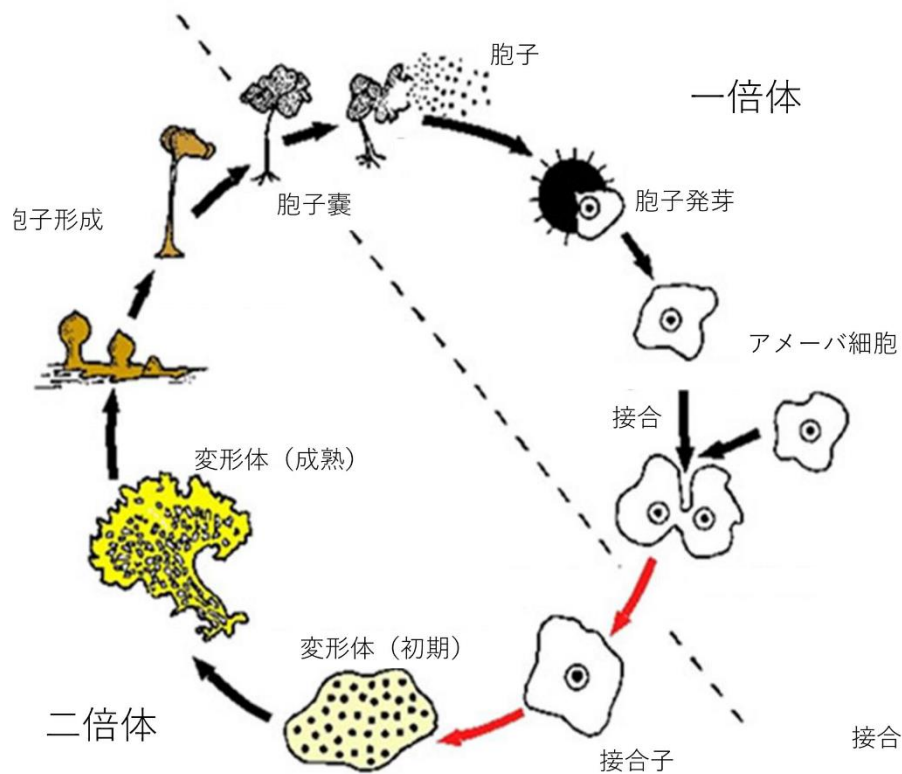 胞子
一倍体
胞子形成
胞子嚢
胞子発芽
アメーバ細胞
接合
変形体（成熟）
変形体（初期）
二倍体
接合子
接合